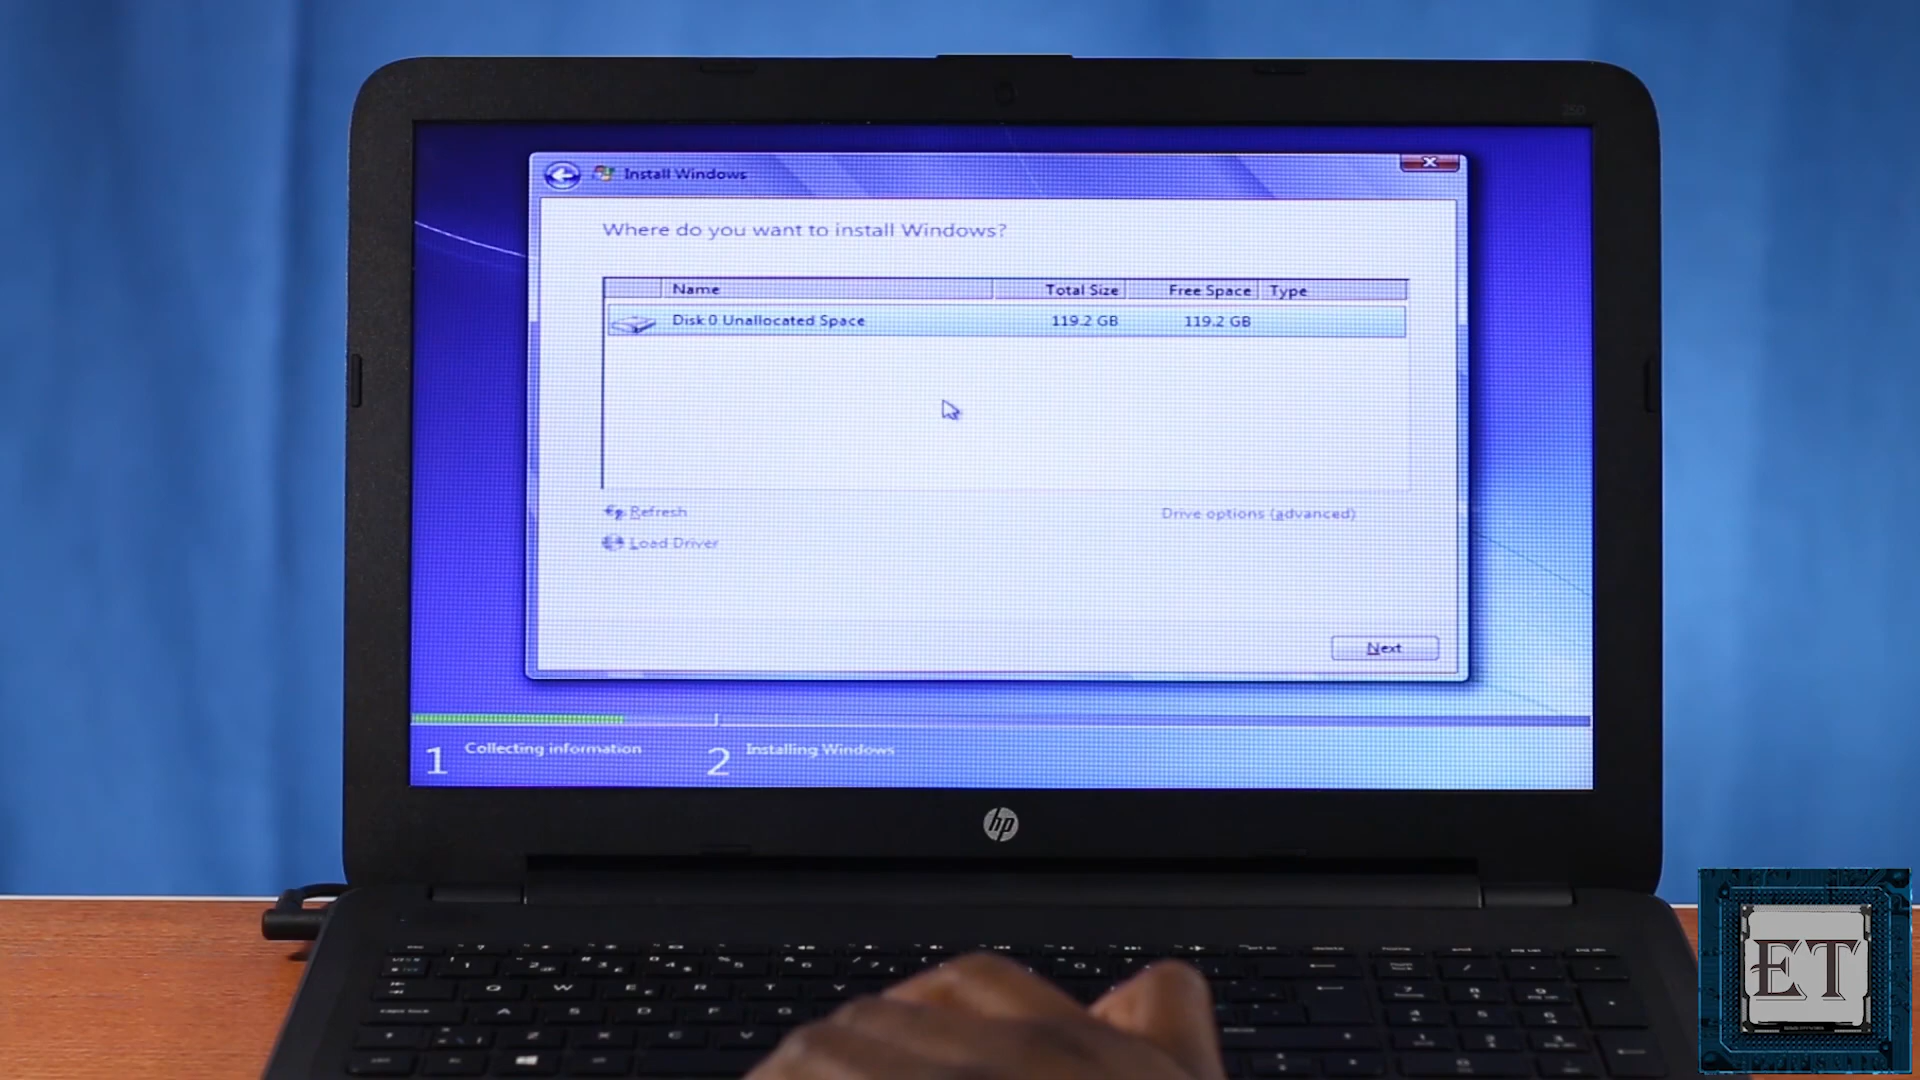 250
Install Windows
x
Where do you want to install Windows?
Name Total Size Free Space Type
Disk 0 Unallocated Space 119.2 GB 119.2 GB
Refresh
Drive options (advanced)
Load Driver
Next
1 Collecting information 2 Installing Windows
hp
Q W E R T Y
A S D F G
Z X C V
ET